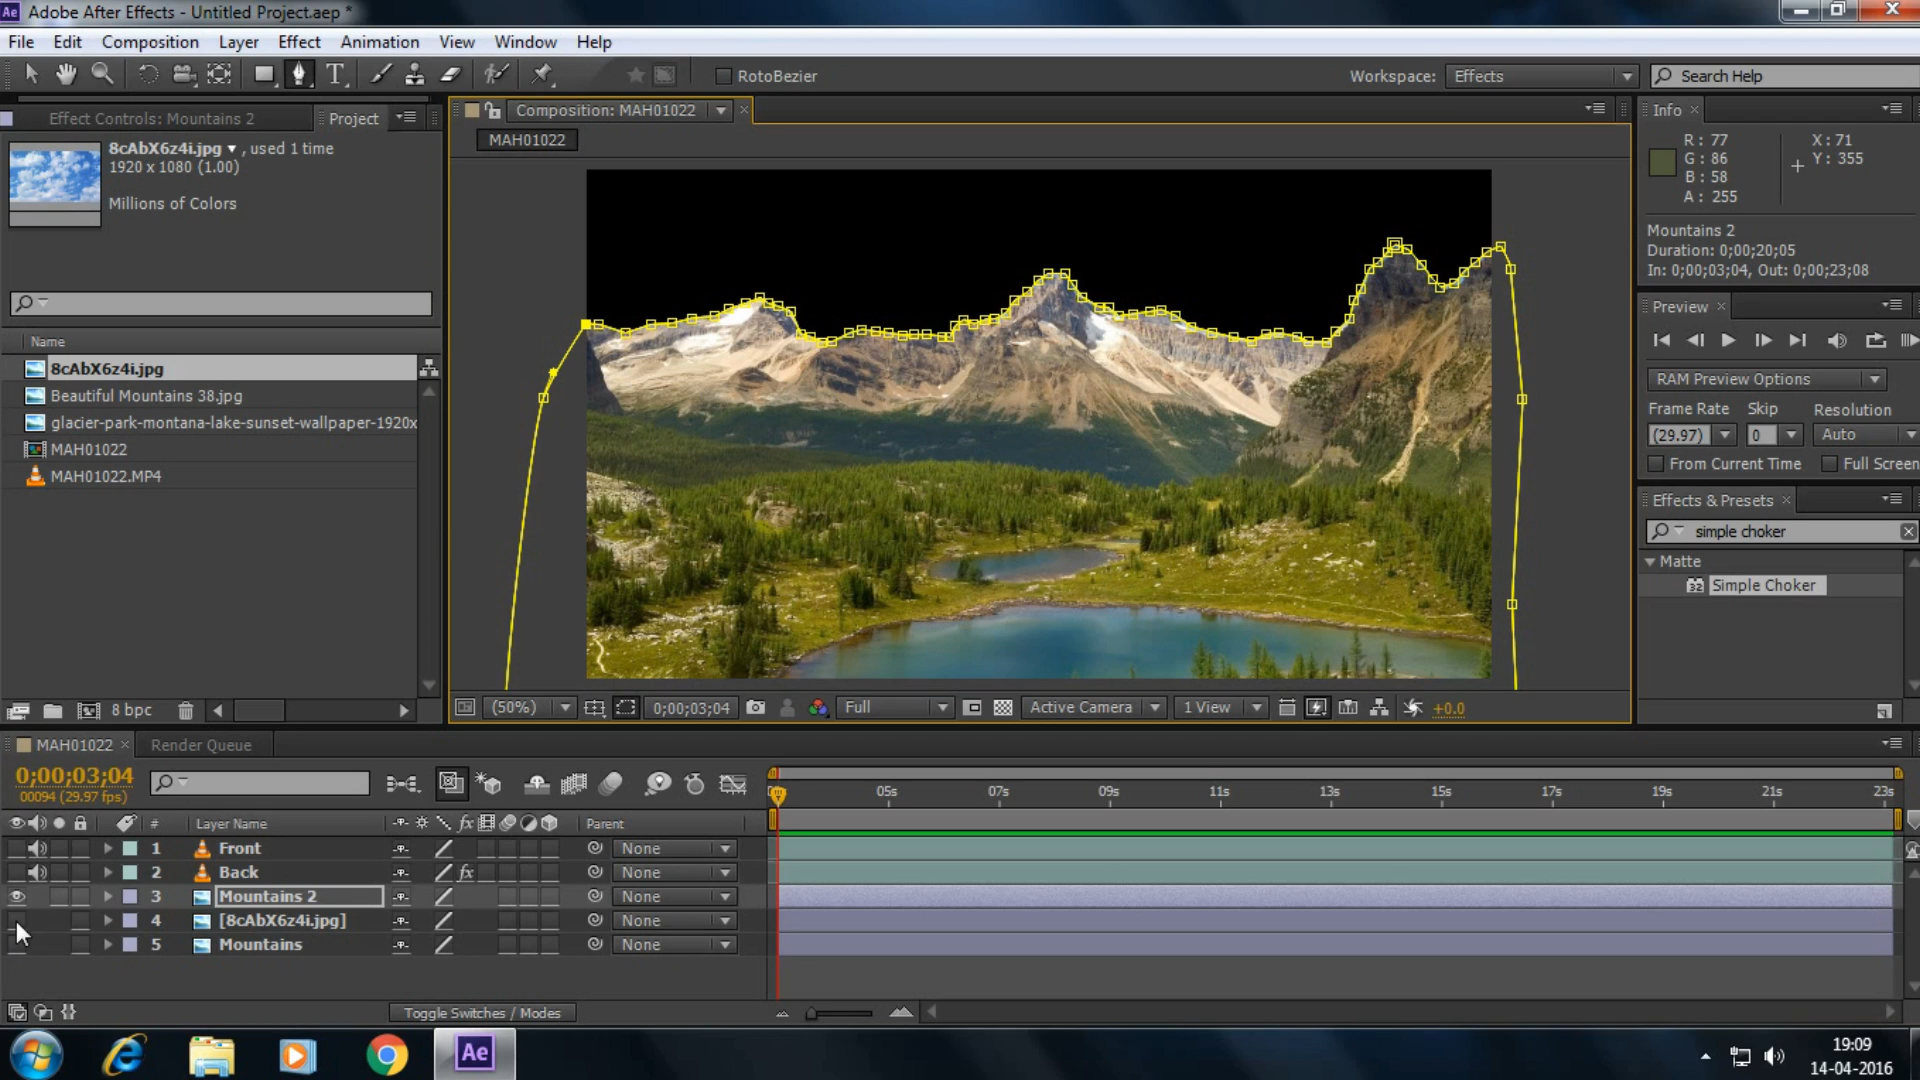 Adobe After Effects - Untitled Project.aep *
File Edit Composition Layer Effect Animation View Window Help
T RotoBezier Workspace: Effects Search Help
Effect Controls: Mountains 2 Project
8cAbX6z4i.jpg ▼ , used 1 time
1920 x 1080 (1.00)
Millions of Colors
Name
8cAbX6z4i.jpg
Beautiful Mountains 38.jpg
glacier-park-montana-lake-sunset-wallpaper-1920x
MAH01022
MAH01022.MP4
8 bpc
Composition: MAH01022
MAH01022
(50%) 0;00;03;04 Full Active Camera 1 View +0.0
Info
R: 77 X: 71
G: 86 Y: 355
B: 58
A: 255
Mountains 2
Duration: 0;00;20;05
In: 0;00;03;04, Out: 0;00;23;08
Preview
RAM Preview Options
Frame Rate Skip Resolution
(29.97) 0 Auto
From Current Time Full Screen
Effects & Presets
simple choker
Matte
32 Simple Choker
MAH01022 Render Queue
0;00;03;04
00094 (29.97 fps)
05s 07s 09s 11s 13s 15s 17s 19s 21s 23s
# Layer Name fx Parent
1 Front None
2 Back fx None
3 Mountains 2 None
4 [8cAbX6z4i.jpg] None
5 Mountains None
Toggle Switches / Modes
Ae
19:09
14-04-2016